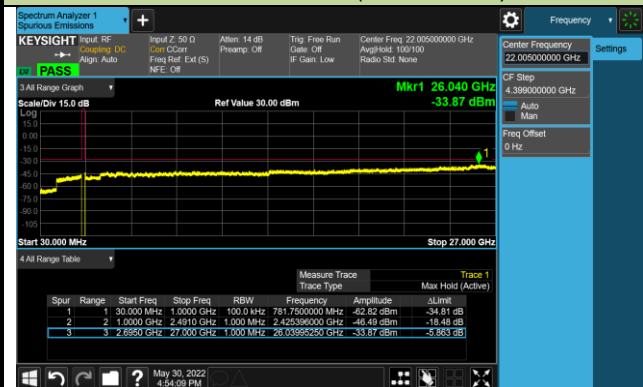 Spectrum Analyzer 1
Spurious Emissions
Frequency
KEYSIGHT
Input: RF
Coupling: DC
Align: Auto
Input Z: 50 Ω
Corr CCorr
Freq Ref: Ext (S)
NFE: Off
Atten: 14 dB
Preamp: Off
Trig: Free Run
Gate: Off
IF Gain: Low
Center Freq: 22.005000000 GHz
Avg|Hold: 100/100
Radio Std: None
PASS
3 All Range Graph
Mkr1 26.040 GHz
Scale/Div 15.0 dB
Ref Value 30.00 dBm
-33.87 dBm
Log
15.0
0.00
-15.0
-30.0
-45.0
-60.0
-75.0
-90.0
-105
1
Start 30.000 MHz
Stop 27.000 GHz
4 All Range Table
Measure Trace Trace 1
Trace Type Max Hold (Active)
Spur Range Start Freq Stop Freq RBW Frequency Amplitude ΔLimit
1 1 30.000 MHz 1.0000 GHz 100.0 kHz 781.7500000 MHz -62.82 dBm -34.81 dB
2 2 1.0000 GHz 2.4910 GHz 1.000 MHz 2.425396000 GHz -46.49 dBm -18.48 dB
3 3 2.6950 GHz 27.000 GHz 1.000 MHz 26.03995250 GHz -33.87 dBm -5.863 dB
May 30, 2022
4:54:09 PM
Center Frequency
22.005000000 GHz
Settings
CF Step
4.399000000 GHz
Auto
Man
Freq Offset
0 Hz